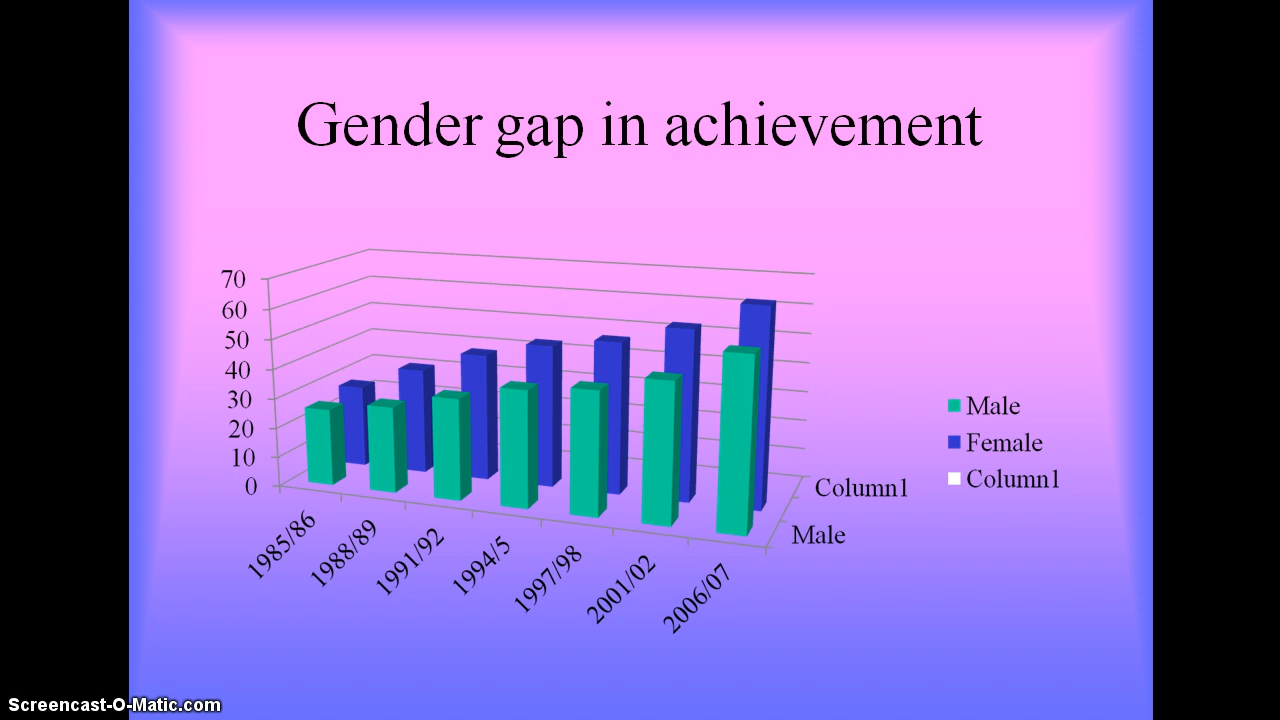 Gender gap in achievement
70
60
50
40
30
20
10
0
1985/86
1988/89
1991/92
1994/5
1997/98
2001/02
2006/07
Column1
Male
Male
Female
Column1
Screencast-O-Matic.com